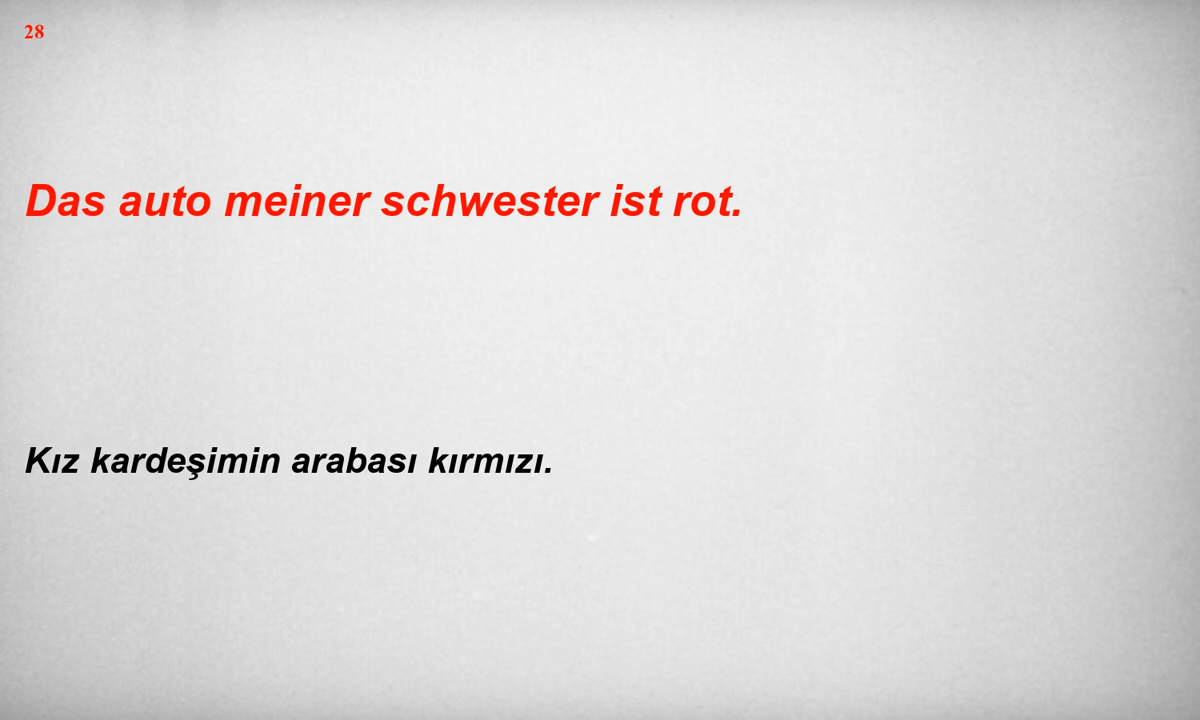 28
Das auto meiner schwester ist rot.
Kız kardeşimin arabası kırmızı.